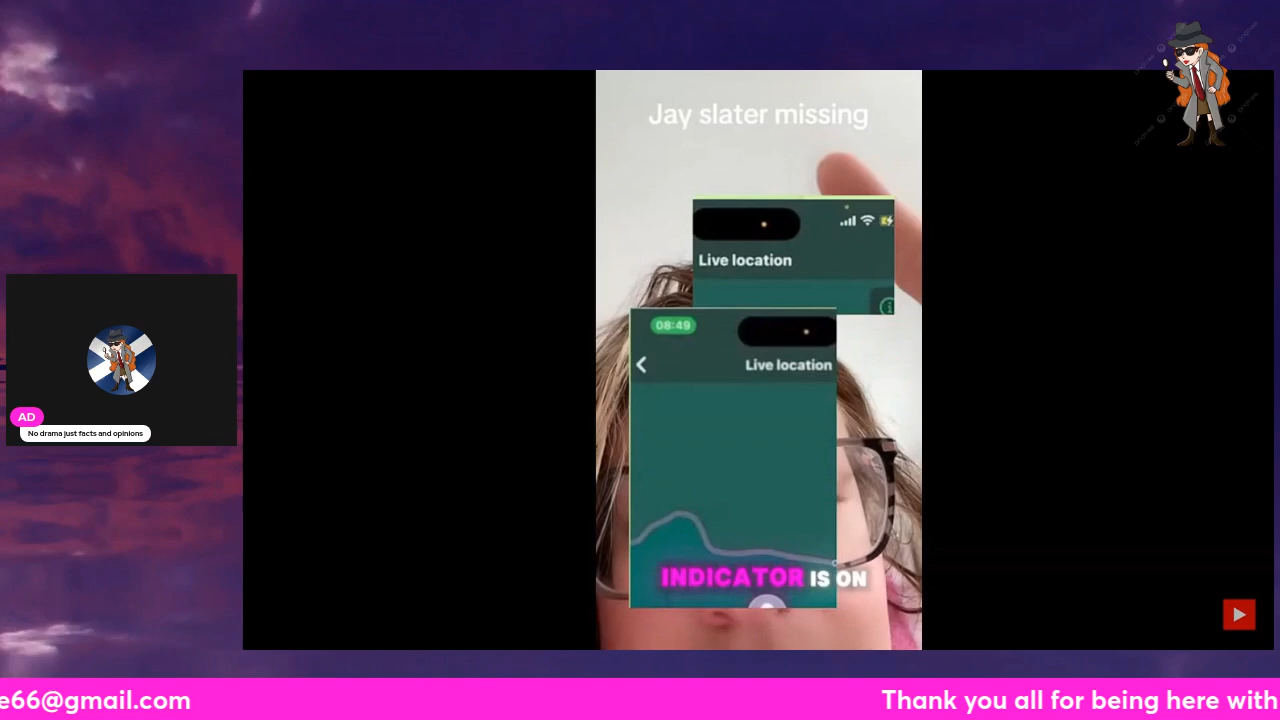 Jay slater missing
Live location
08:49
Live location
INDICATOR IS ON
AD
No drama just facts and opinions
e66@gmail.com
Thank you all for being here with